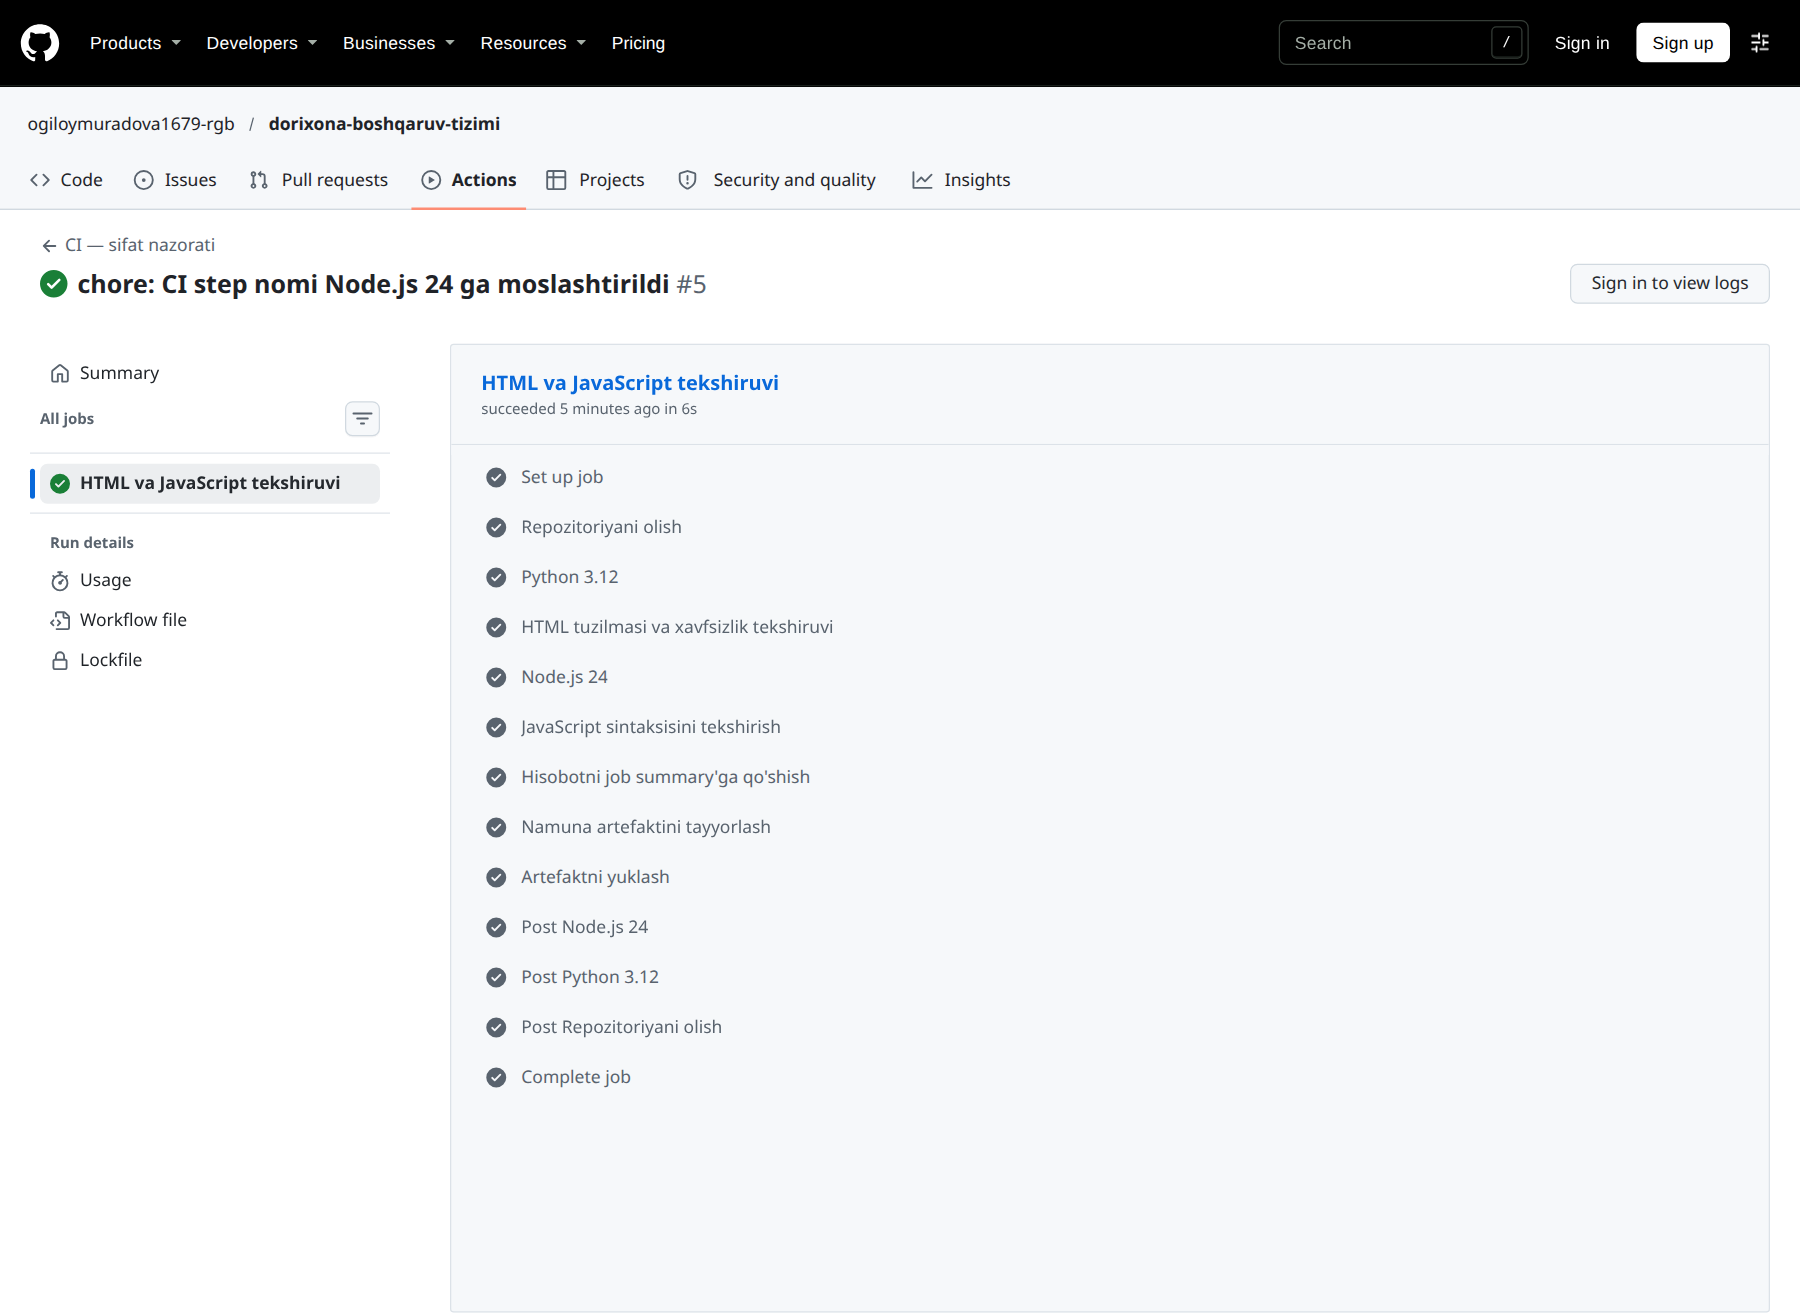 Products Developers Businesses Resources Pricing Search / Sign in Sign up
ogiloymuradova1679-rgb / dorixona-boshqaruv-tizimi
Code Issues Pull requests Actions Projects Security and quality Insights
← CI — sifat nazorati
chore: CI step nomi Node.js 24 ga moslashtirildi #5
Sign in to view logs
Summary
All jobs
HTML va JavaScript tekshiruvi
Run details
Usage
Workflow file
Lockfile
HTML va JavaScript tekshiruvi
succeeded 5 minutes ago in 6s
Set up job
Repozitoriyani olish
Python 3.12
HTML tuzilmasi va xavfsizlik tekshiruvi
Node.js 24
JavaScript sintaksisini tekshirish
Hisobotni job summary'ga qo'shish
Namuna artefaktini tayyorlash
Artefaktni yuklash
Post Node.js 24
Post Python 3.12
Post Repozitoriyani olish
Complete job